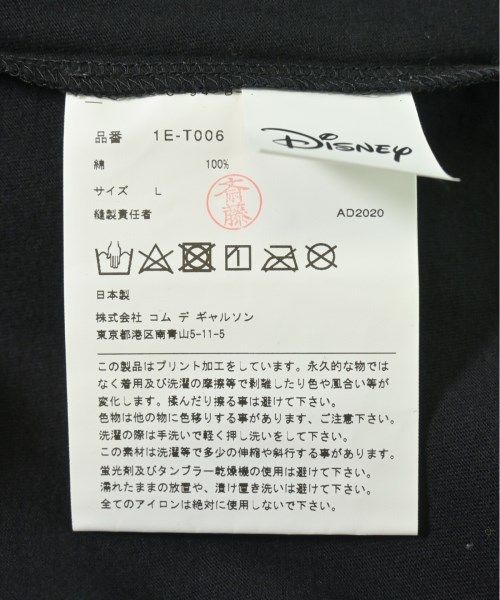 品番 1E-T006
Disney
綿 100%
サイズ L
斎藤
縫製責任者 AD2020
日本製
株式会社 コム デ ギャルソン
東京都港区南青山5-11-5
この製品はプリント加工をしています。永久的な物では
なく着用及び洗濯の摩擦等で剥離したり色や風合い等が
変化します。揉んだり擦る事は避けて下さい。
色物は他の物に色移りする事があります、ご注意下さい。
洗濯の際は手洗いで軽く押し洗いをして下さい。
この素材は洗濯等で多少の伸縮や斜行する事があります。
蛍光剤及びタンブラー乾燥機の使用は避けて下さい。
濡れたままの放置や、漬け置き洗いは避けて下さい。
全てのアイロンは絶対に使用しないで下さい。